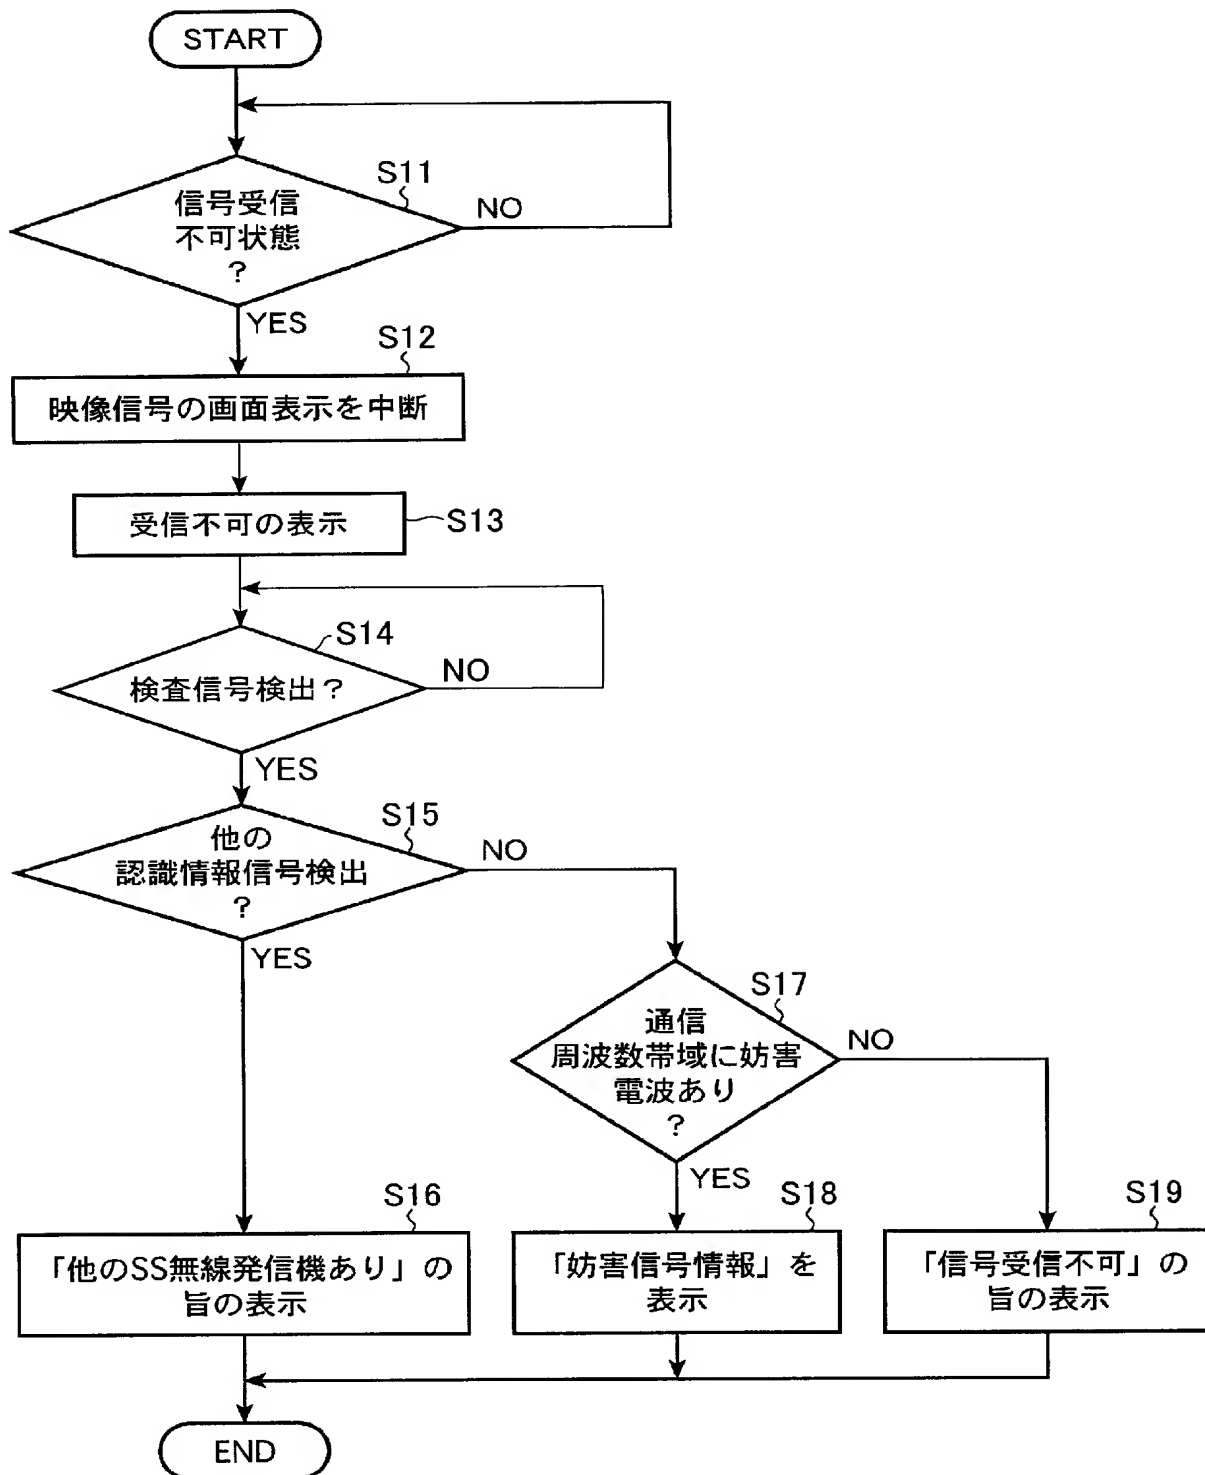 START
S11
信号受信
不可状態
?
NO
YES
S12
映像信号の画面表示を中断
受信不可の表示
S13
S14
検査信号検出?
NO
YES
S15
他の
認識情報信号検出
?
NO
YES
S17
通信
周波数帯域に妨害
電波あり
?
NO
YES
S16
「他のSS無線発信機あり」の
旨の表示
S18
「妨害信号情報」を
表示
S19
「信号受信不可」の
旨の表示
END